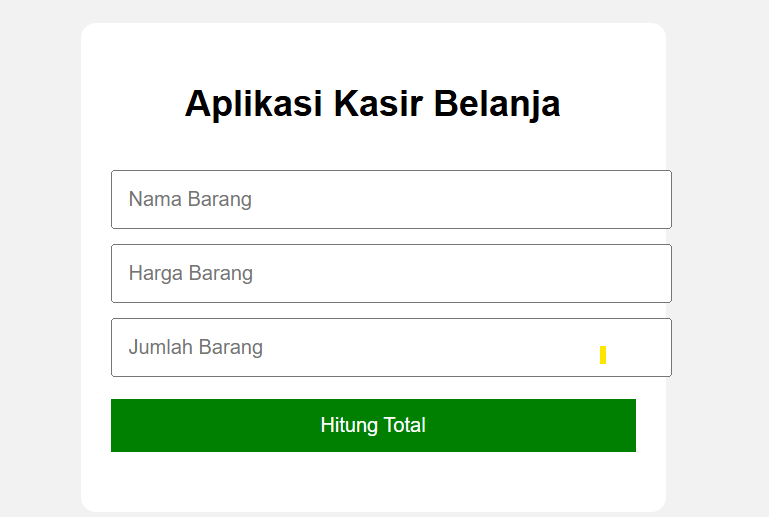 Aplikasi Kasir Belanja
Nama Barang
Harga Barang
Jumlah Barang
Hitung Total